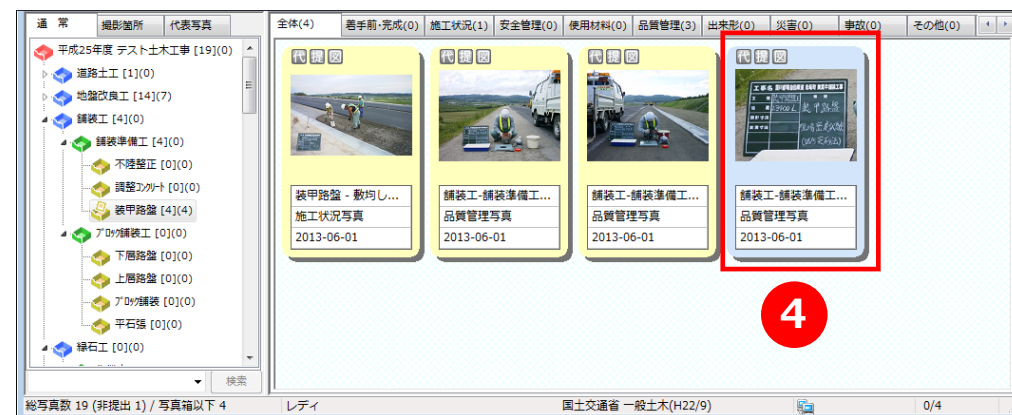 通 常
撮影箇所
代表写真
平成25年度 テスト土木工事 [19](0)
道路土工 [1](0)
地盤改良工 [14](7)
舗装工 [4](0)
舗装準備工 [4](0)
不陸整正 [0](0)
調整ｺﾝｸﾘｰﾄ [0](0)
装甲路盤 [4](4)
ﾌﾞﾛｯｸ舗装工 [0](0)
下層路盤 [0](0)
上層路盤 [0](0)
ﾌﾞﾛｯｸ舗装 [0](0)
平石張 [0](0)
縁石工 [0](0)
検索
全体(4)
着手前･完成(0)
施工状況(1)
安全管理(0)
使用材料(0)
品質管理(3)
出来形(0)
災害(0)
事故(0)
その他(0)
代 提 図
装甲路盤 - 敷均し...
施工状況写真
2013-06-01
代 提 図
舗装工-舗装準備工...
品質管理写真
2013-06-01
代 提 図
舗装工-舗装準備工...
品質管理写真
2013-06-01
代 提 図
工事名
装甲路盤
舗装工-舗装準備工...
品質管理写真
2013-06-01
4
総写真数 19 (非提出 1) / 写真箱以下 4
レディ
国土交通省 一般土木(H22/9)
0/4